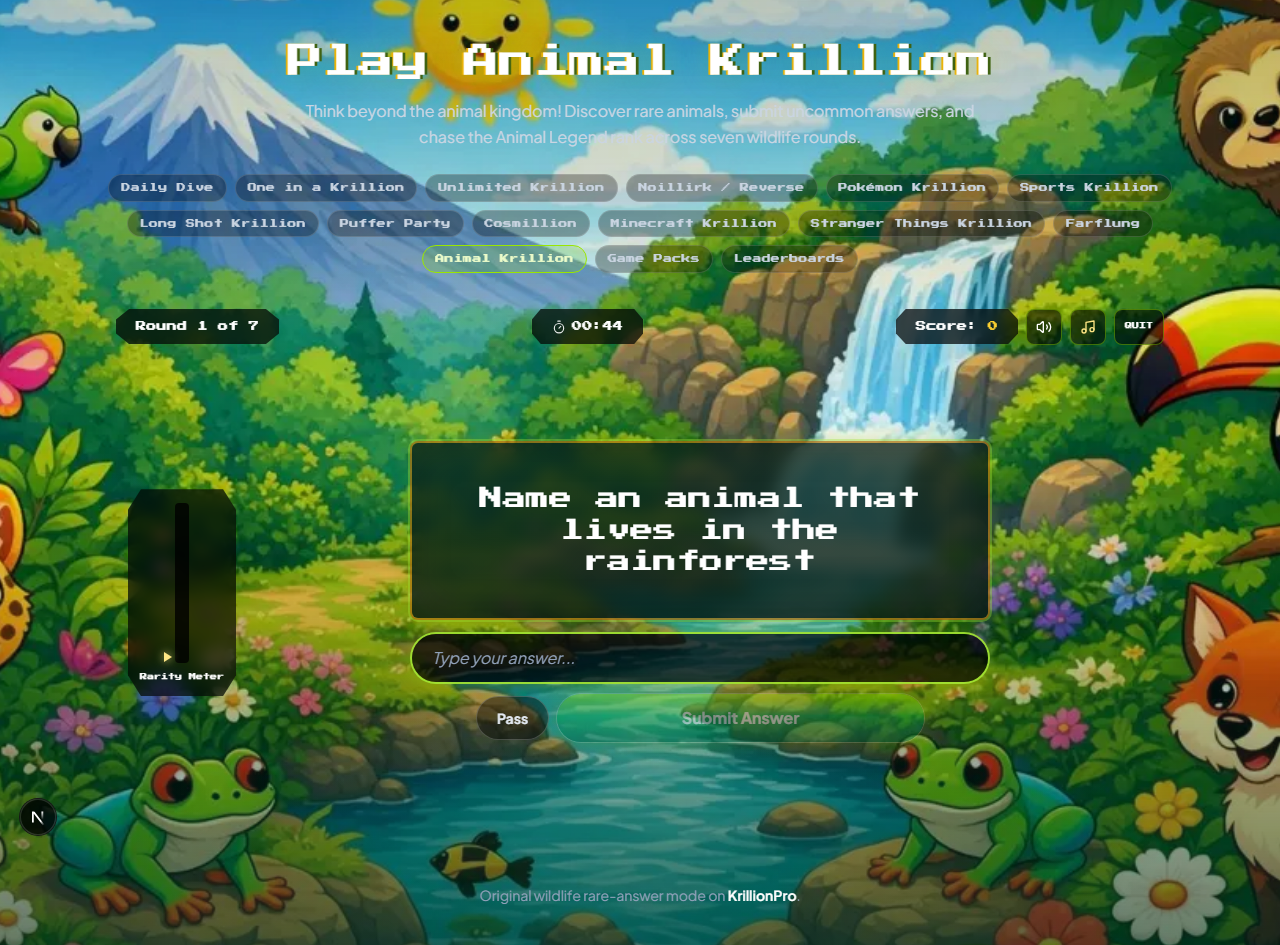 Play Animal Krillion
Think beyond the animal kingdom! Discover rare animals, submit uncommon answers, and
chase the Animal Legend rank across seven wildlife rounds.
Daily Dive One in a Krillion Unlimited Krillion Noillirk / Reverse Pokémon Krillion Sports Krillion
Long Shot Krillion Puffer Party Cosmillion Minecraft Krillion Stranger Things Krillion Farflung
Animal Krillion Game Packs Leaderboards
Round 1 of 7 00:44 Score: 0 QUIT
Name an animal that
lives in the
rainforest
Type your answer...
Rarity Meter
Pass Submit Answer
N
Original wildlife rare-answer mode on KrillionPro.